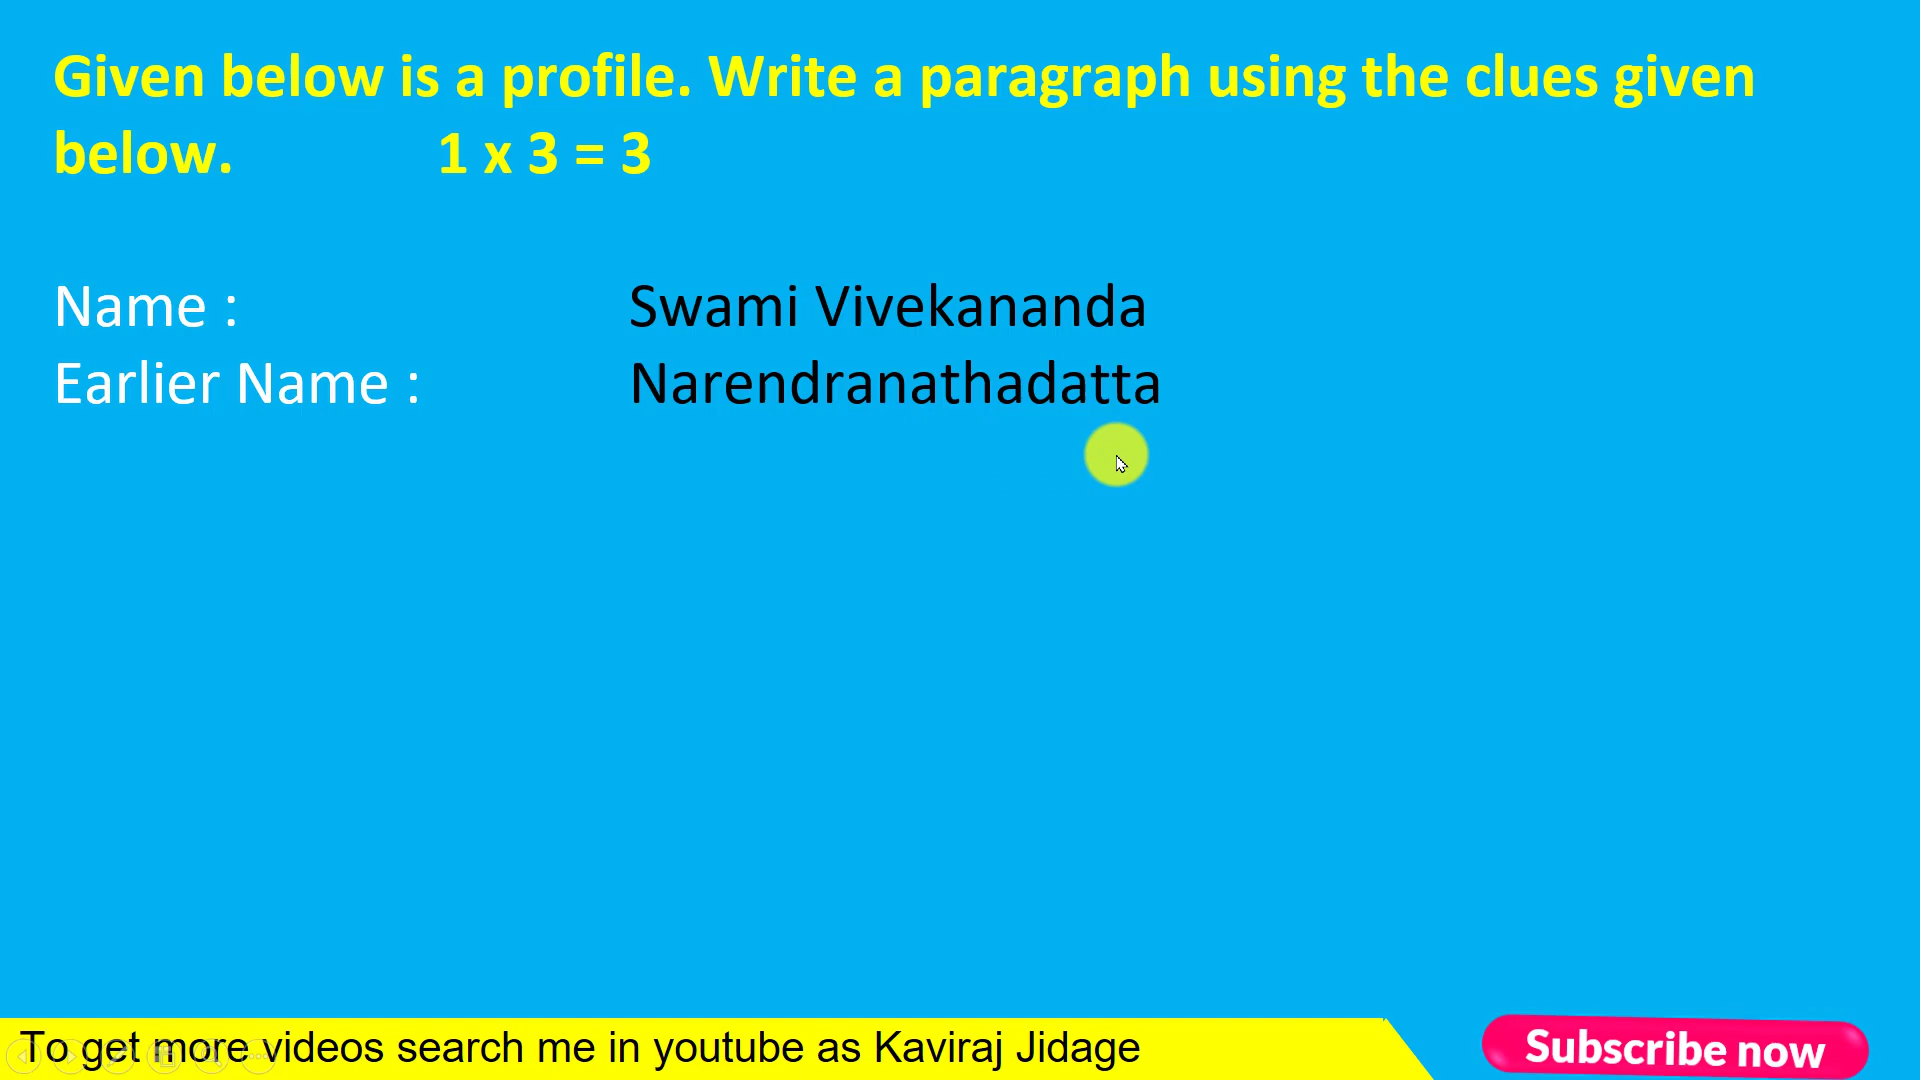 Given below is a profile. Write a paragraph using the clues given
below. 1 x 3 = 3
Name : Swami Vivekananda
Earlier Name : Narendranathadatta
To get more videos search me in youtube as Kaviraj Jidage
Subscribe now